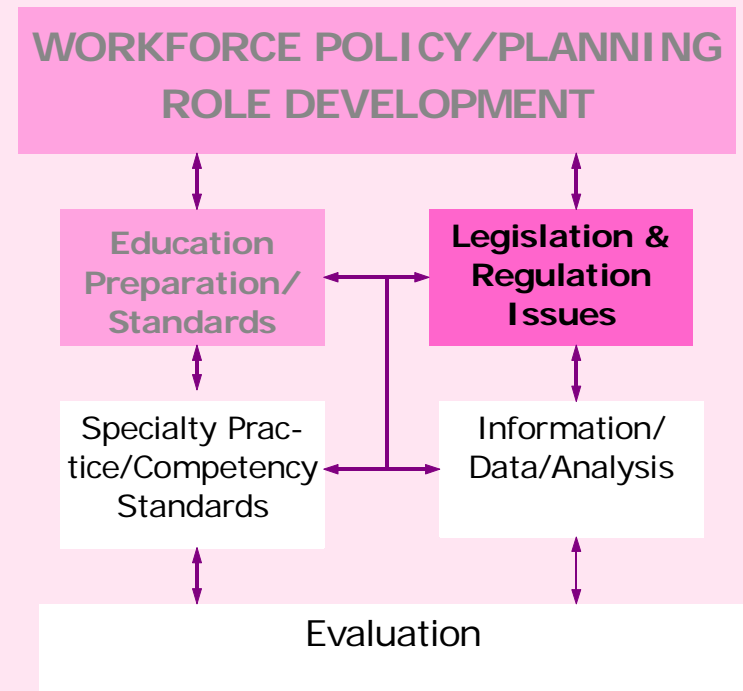 WORKFORCE POLICY/PLANNING
ROLE DEVELOPMENT
Education
Preparation/
Standards
Legislation &
Regulation
Issues
Specialty Prac-
tice/Competency
Standards
Information/
Data/Analysis
Evaluation